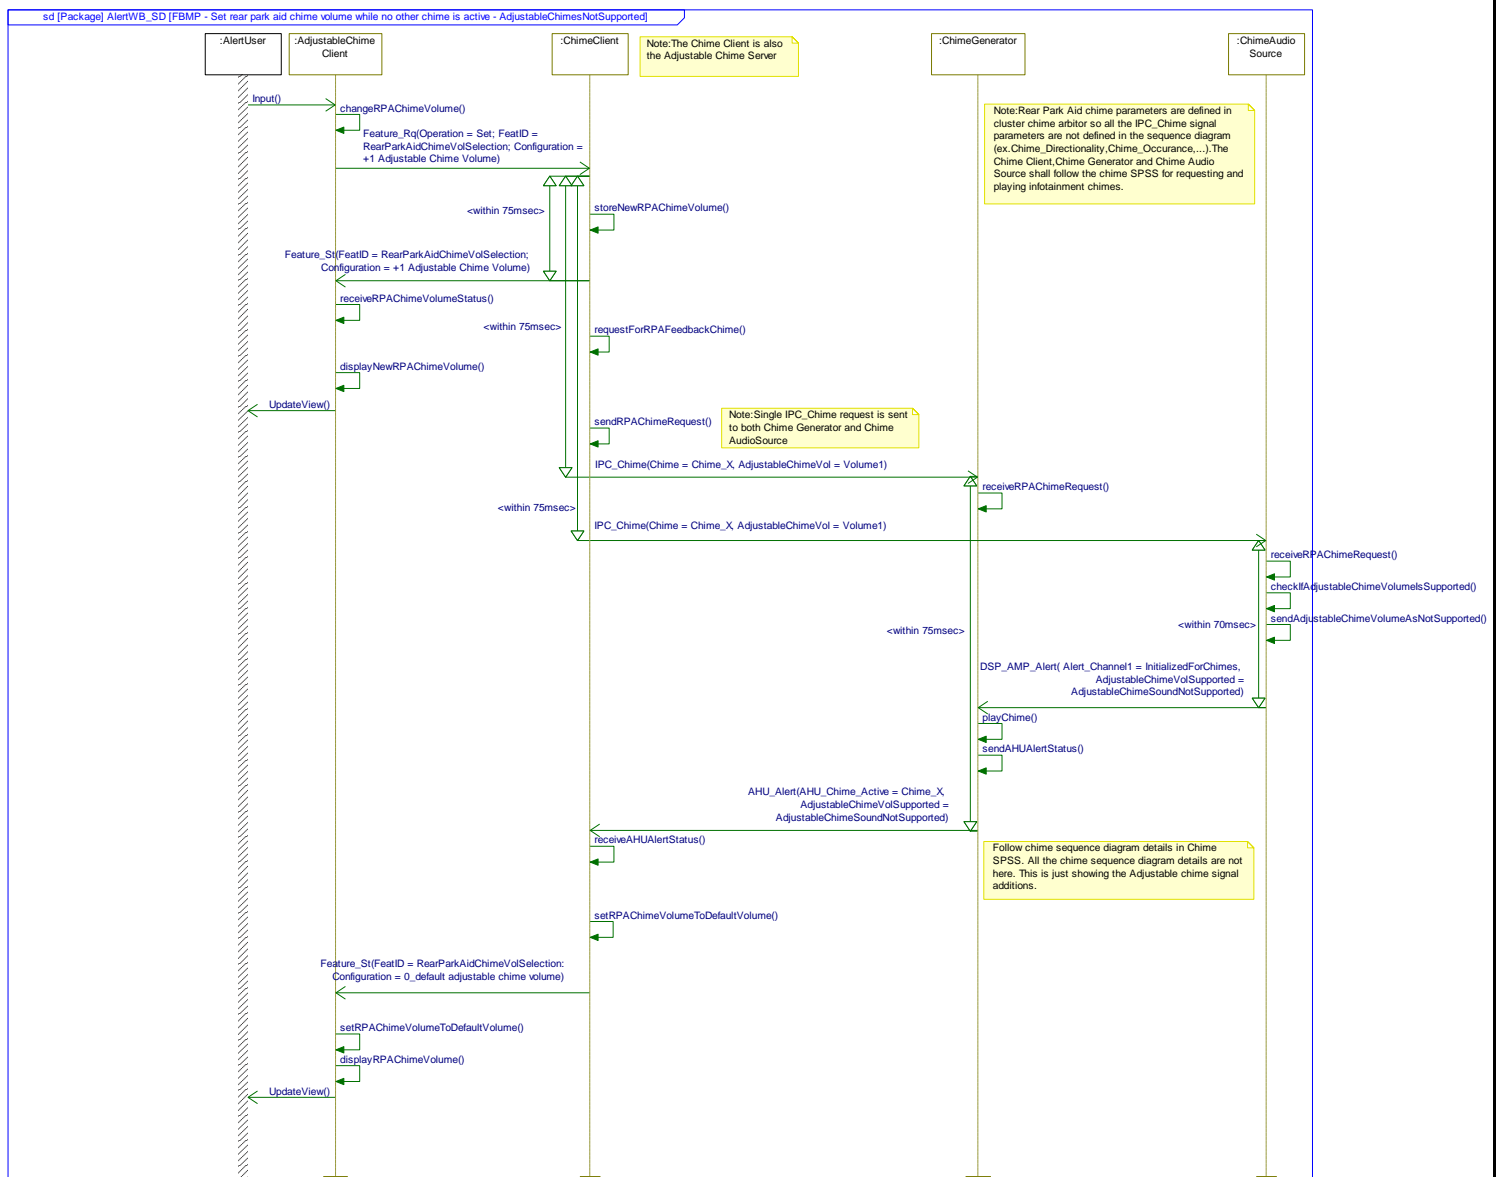 sd [Package] AlertWB_SD [FBMP - Set rear park aid chime volume while no other chime is active - AdjustableChimesNotSupported]
:AlertUser
:AdjustableChime
Client
:ChimeClient
Note:The Chime Client is also
the Adjustable Chime Server
:ChimeGenerator
:ChimeAudio
Source
Input()
changeRPAChimeVolume()
Note:Rear Park Aid chime parameters are defined in
cluster chime arbitor so all the IPC_Chime signal
parameters are not defined in the sequence diagram
(ex.Chime_Directionality,Chime_Occurance,...).The
Chime Client,Chime Generator and Chime Audio
Source shall follow the chime SPSS for requesting and
playing infotainment chimes.
Feature_Rq(Operation = Set; FeatID =
RearParkAidChimeVolSelection; Configuration =
+1 Adjustable Chime Volume)
<within 75msec>
storeNewRPAChimeVolume()
Feature_St(FeatID = RearParkAidChimeVolSelection;
Configuration = +1 Adjustable Chime Volume)
receiveRPAChimeVolumeStatus()
<within 75msec>
requestForRPAFeedbackChime()
displayNewRPAChimeVolume()
UpdateView()
sendRPAChimeRequest()
Note:Single IPC_Chime request is sent
to both Chime Generator and Chime
AudioSource
IPC_Chime(Chime = Chime_X, AdjustableChimeVol = Volume1)
receiveRPAChimeRequest()
<within 75msec>
IPC_Chime(Chime = Chime_X, AdjustableChimeVol = Volume1)
receiveRPAChimeRequest()
checkIfAdjustableChimeVolumeIsSupported()
sendAdjustableChimeVolumeAsNotSupported()
<within 75msec>
<within 70msec>
DSP_AMP_Alert( Alert_Channel1 = InitializedForChimes,
AdjustableChimeVolSupported =
AdjustableChimeSoundNotSupported)
playChime()
sendAHUAlertStatus()
AHU_Alert(AHU_Chime_Active = Chime_X,
AdjustableChimeVolSupported =
AdjustableChimeSoundNotSupported)
receiveAHUAlertStatus()
Follow chime sequence diagram details in Chime
SPSS. All the chime sequence diagram details are not
here. This is just showing the Adjustable chime signal
additions.
setRPAChimeVolumeToDefaultVolume()
Feature_St(FeatID = RearParkAidChimeVolSelection:
Configuration = 0_default adjustable chime volume)
setRPAChimeVolumeToDefaultVolume()
displayRPAChimeVolume()
UpdateView()